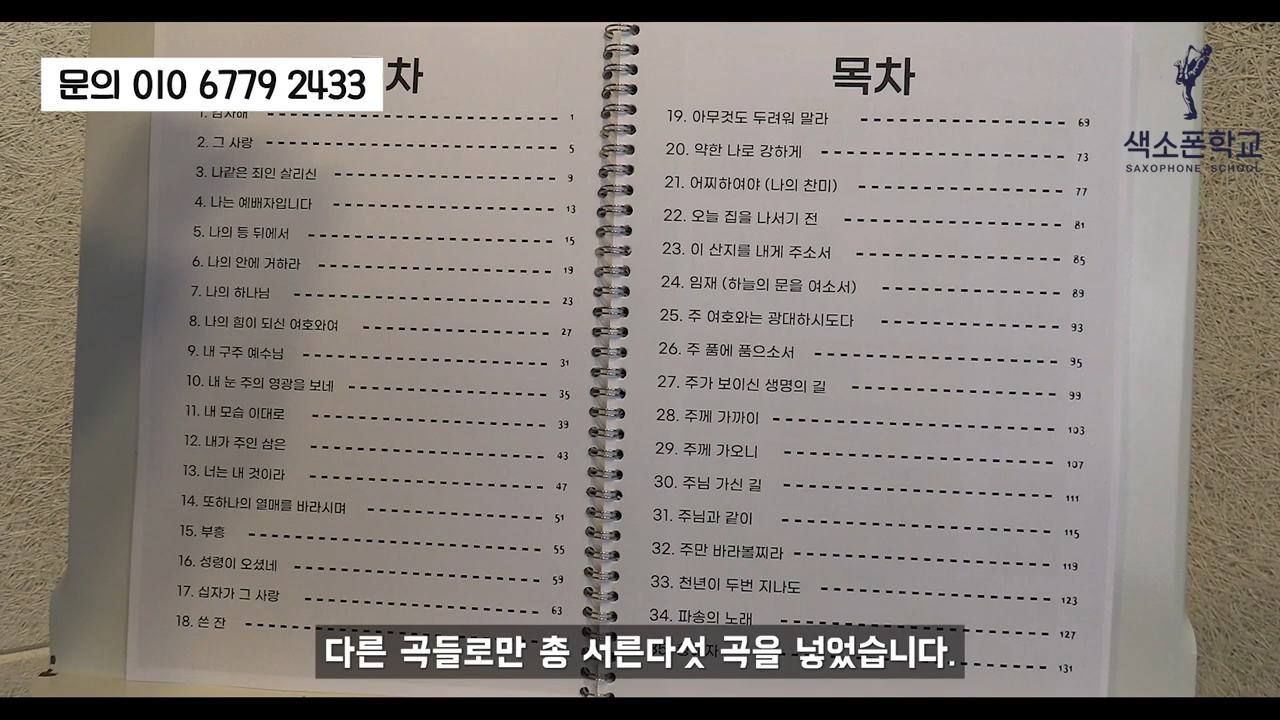 문의 010 6779 2433
차
1. 감사해 1
2. 그 사랑 5
3. 나같은 죄인 살리신 9
4. 나는 예배자입니다 13
5. 나의 등 뒤에서 15
6. 나의 안에 거하라 19
7. 나의 하나님 23
8. 나의 힘이 되신 여호와여 27
9. 내 구주 예수님 31
10. 내 눈 주의 영광을 보네 35
11. 내 모습 이대로 39
12. 내가 주인 삼은 43
13. 너는 내 것이라 47
14. 또하나의 열매를 바라시며 51
15. 부흥 55
16. 성령이 오셨네 59
17. 십자가 그 사랑 63
18. 쓴 잔
목차
19. 아무것도 두려워 말라 69
20. 약한 나로 강하게 73
21. 어찌하여야 (나의 찬미) 77
22. 오늘 집을 나서기 전 81
23. 이 산지를 내게 주소서 85
24. 임재 (하늘의 문을 여소서) 89
25. 주 여호와는 광대하시도다 93
26. 주 품에 품으소서 95
27. 주가 보이신 생명의 길 99
28. 주께 가까이 103
29. 주께 가오니 107
30. 주님 가신 길 111
31. 주님과 같이 115
32. 주만 바라볼찌라 119
33. 천년이 두번 지나도 123
34. 파송의 노래 127
131
색소폰학교
SAXOPHONE SCHOOL
다른 곡들로만 총 서른다섯 곡을 넣었습니다.